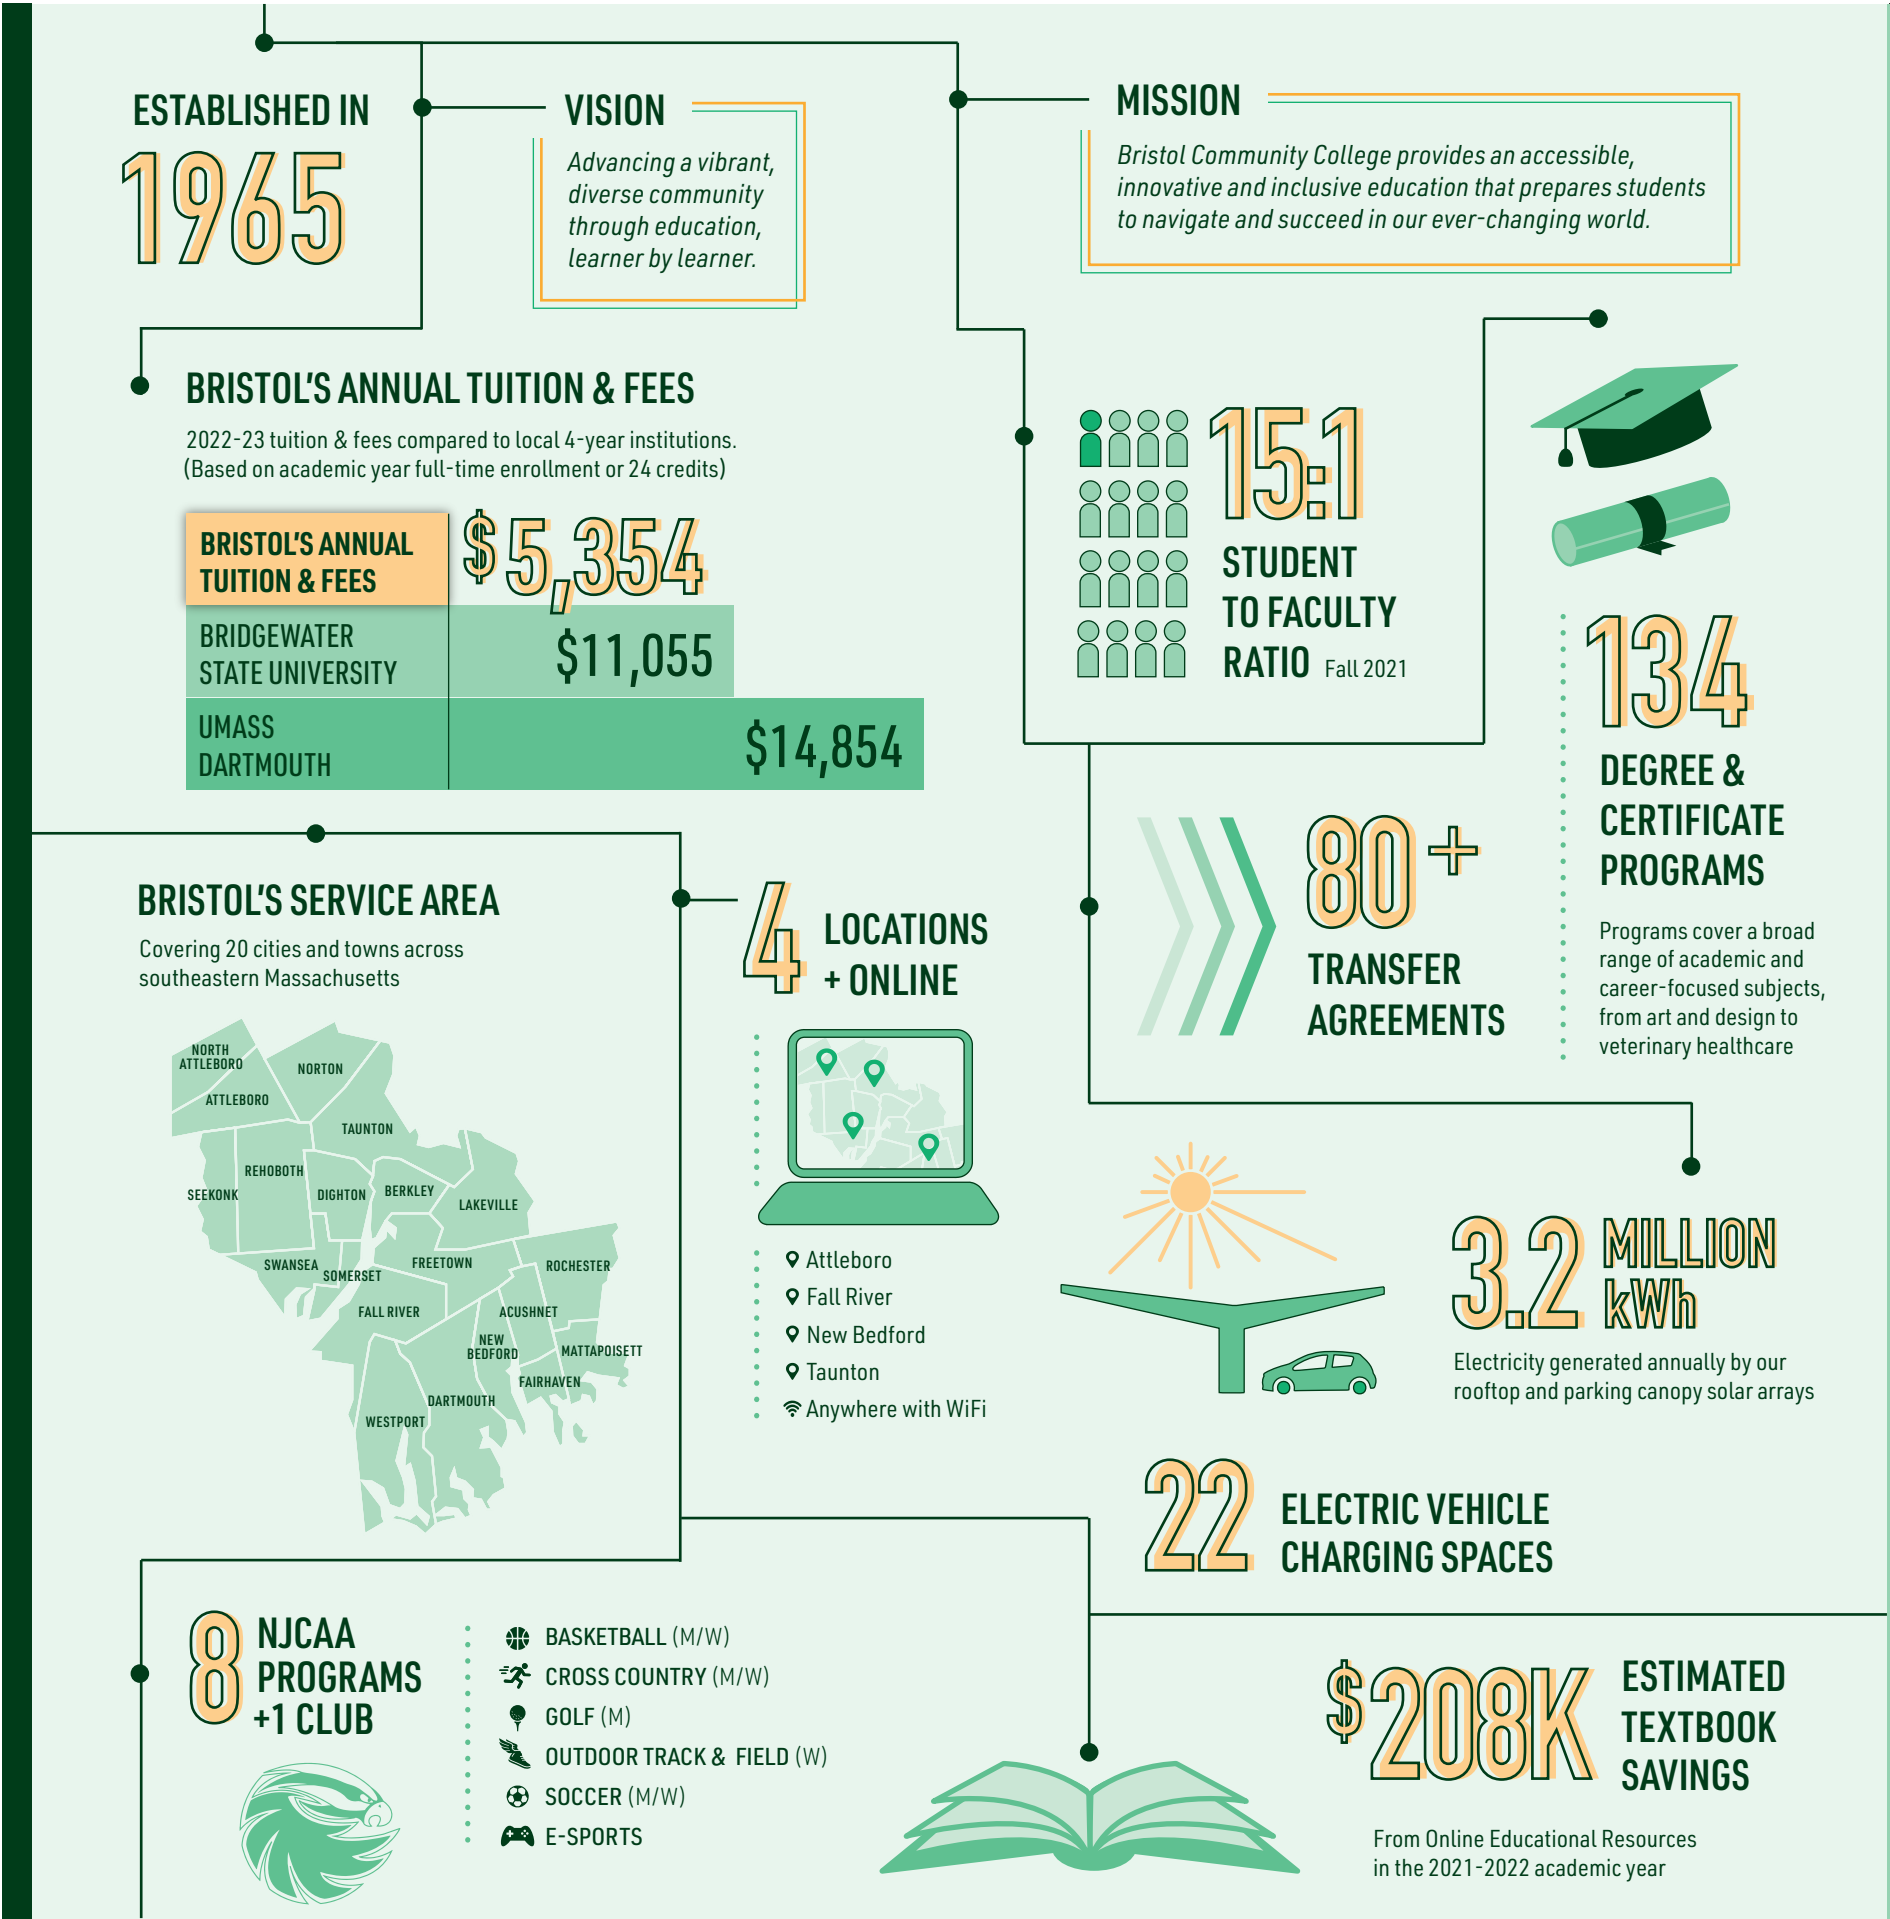 ESTABLISHED IN
1965
VISION
Advancing a vibrant,
diverse community
through education,
learner by learner.
MISSION
Bristol Community College provides an accessible,
innovative and inclusive education that prepares students
to navigate and succeed in our ever-changing world.
BRISTOL'S ANNUAL TUITION & FEES
2022-23 tuition & fees compared to local 4-year institutions.
(Based on academic year full-time enrollment or 24 credits)
BRISTOL'S ANNUAL
TUITION & FEES
$5,354
BRIDGEWATER
STATE UNIVERSITY
$11,055
UMASS
DARTMOUTH
$14,854
15:1
STUDENT
TO FACULTY
RATIO Fall 2021
134
DEGREE &
CERTIFICATE
PROGRAMS
Programs cover a broad
range of academic and
career-focused subjects,
from art and design to
veterinary healthcare
80+
TRANSFER
AGREEMENTS
BRISTOL'S SERVICE AREA
Covering 20 cities and towns across
southeastern Massachusetts
NORTH
ATTLEBORO
NORTON
ATTLEBORO
TAUNTON
REHOBOTH
SEEKONK
DIGHTON
BERKLEY
LAKEVILLE
SWANSEA
SOMERSET
FREETOWN
ROCHESTER
FALL RIVER
ACUSHNET
NEW
BEDFORD
MATTAPOISETT
FAIRHAVEN
DARTMOUTH
WESTPORT
4
LOCATIONS
+ ONLINE
Attleboro
Fall River
New Bedford
Taunton
Anywhere with WiFi
3.2 MILLION
kWh
Electricity generated annually by our
rooftop and parking canopy solar arrays
22
ELECTRIC VEHICLE
CHARGING SPACES
8
NJCAA
PROGRAMS
+1 CLUB
BASKETBALL (M/W)
CROSS COUNTRY (M/W)
GOLF (M)
OUTDOOR TRACK & FIELD (W)
SOCCER (M/W)
E-SPORTS
$208K
ESTIMATED
TEXTBOOK
SAVINGS
From Online Educational Resources
in the 2021-2022 academic year